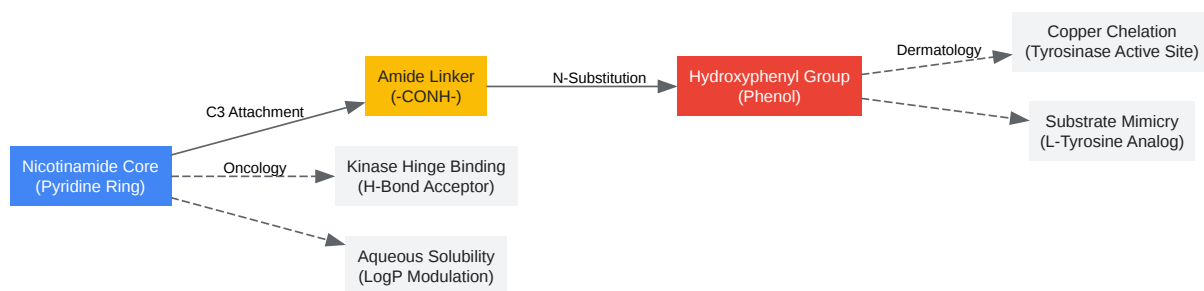 Nicotinamide Core
(Pyridine Ring)
C3 Attachment
Oncology
Amide Linker
(-CONH-)
Kinase Hinge Binding
(H-Bond Acceptor)
Aqueous Solubility
(LogP Modulation)
N-Substitution
Hydroxyphenyl Group
(Phenol)
Dermatology
Copper Chelation
(Tyrosinase Active Site)
Substrate Mimicry
(L-Tyrosine Analog)